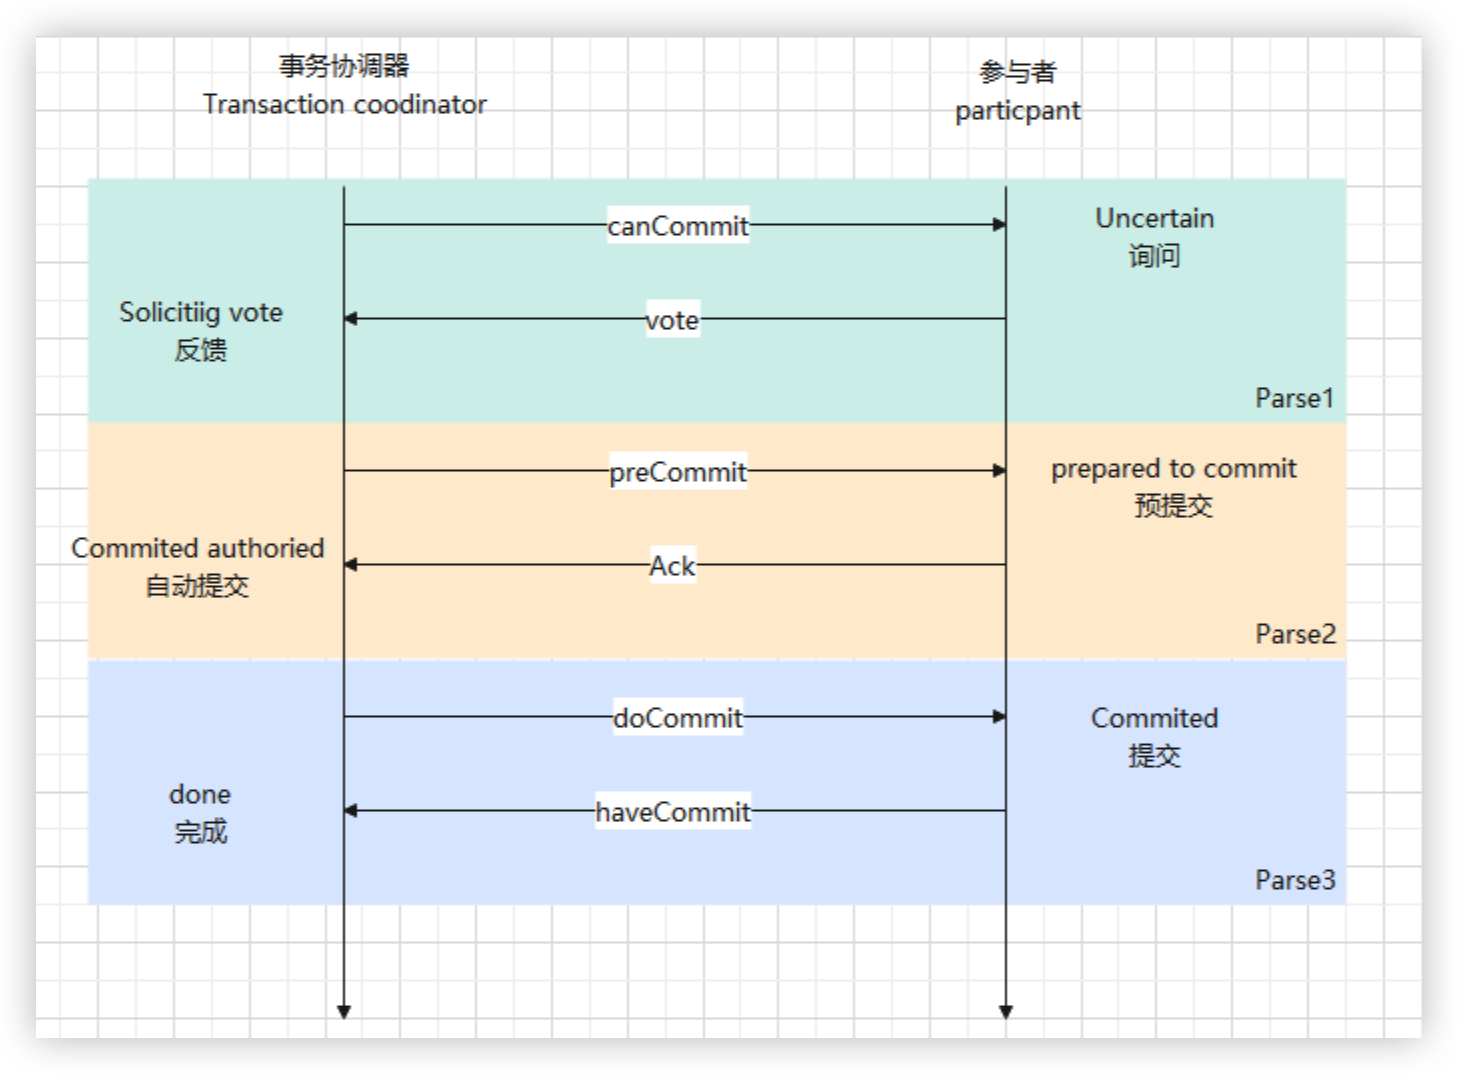 事务协调器
Transaction coodinator
参与者
particpant
canCommit
Uncertain
询问
Solicitiig vote
反馈
vote
Parse1
preCommit
prepared to commit
预提交
Commited authoried
自动提交
Ack
Parse2
doCommit
Commited
提交
done
完成
haveCommit
Parse3